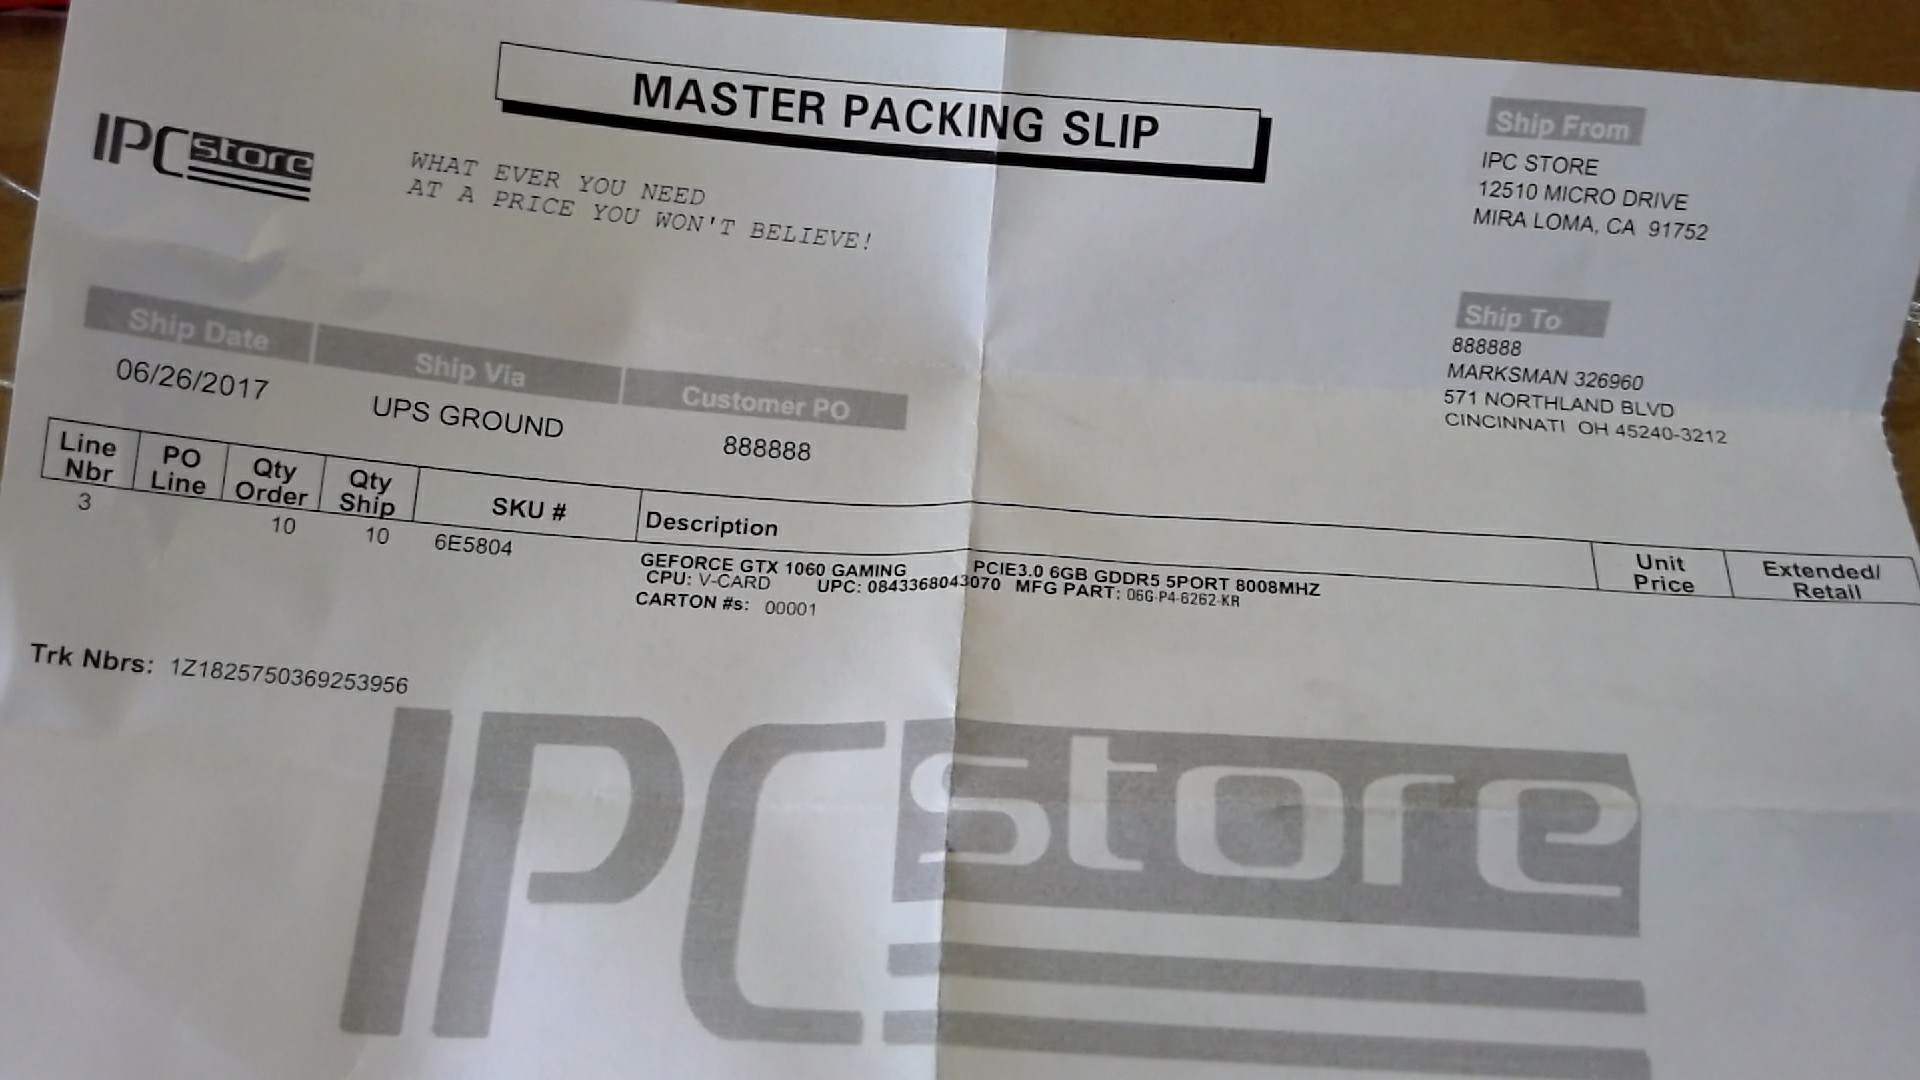 MASTER PACKING SLIP
IPC store
WHAT EVER YOU NEED
AT A PRICE YOU WON'T BELIEVE!
Ship From
IPC STORE
12510 MICRO DRIVE
MIRA LOMA, CA 91752
Ship To
888888
MARKSMAN 326960
571 NORTHLAND BLVD
CINCINNATI OH 45240-3212
Ship Date Ship Via Customer PO
06/26/2017 UPS GROUND 888888
Line Nbr PO Line Qty Order Qty Ship SKU # Description Unit Price Extended/ Retail
3 10 10 6E5804 GEFORCE GTX 1060 GAMING PCIE3.0 6GB GDDR5 5PORT 8008MHZ
CPU: V-CARD UPC: 0843368043070 MFG PART: 06G-P4-6262-KR
CARTON #s: 00001
Trk Nbrs: 1Z1825750369253956
IPC store